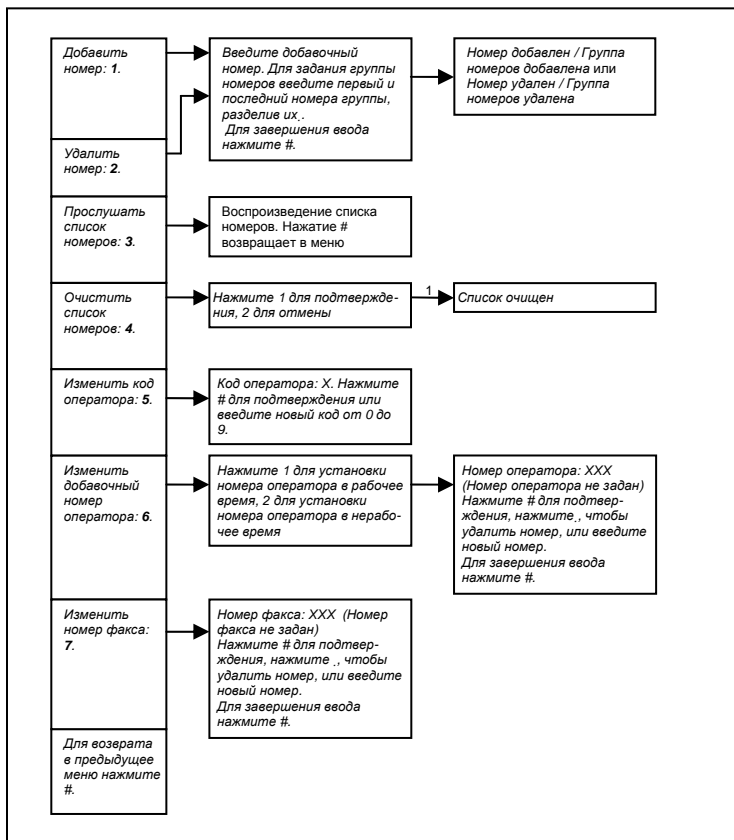 Добавить
номер: 1.
Введите добавочный
номер. Для задания группы
номеров введите первый и
последний номера группы,
разделив их .
Для завершения ввода
нажмите #.
Номер добавлен / Группа
номеров добавлена или
Номер удален / Группа
номеров удалена
Удалить
номер: 2.
Прослушать
список
номеров: 3.
Воспроизведение списка
номеров. Нажатие #
возвращает в меню
Очистить
список
номеров: 4.
Нажмите 1 для подтвержде-
ния, 2 для отмены
1
Список очищен
Изменить код
оператора: 5.
Код оператора: X. Нажмите
# для подтверждения или
введите новый код от 0 до
9.
Изменить
добавочный
номер
оператора: 6.
Нажмите 1 для установки
номера оператора в рабочее
время, 2 для установки
номера оператора в нерабо-
чее время
Номер оператора: XXX
(Номер оператора не задан)
Нажмите # для подтвер-
ждения, нажмите ., чтобы
удалить номер, или введите
новый номер.
Для завершения ввода
нажмите #.
Изменить
номер факса:
7.
Номер факса: XXX (Номер
факса не задан)
Нажмите # для подтвер-
ждения, нажмите ., чтобы
удалить номер, или введите
новый номер.
Для завершения ввода
нажмите #.
Для возврата
в предыдущее
меню нажмите
#.